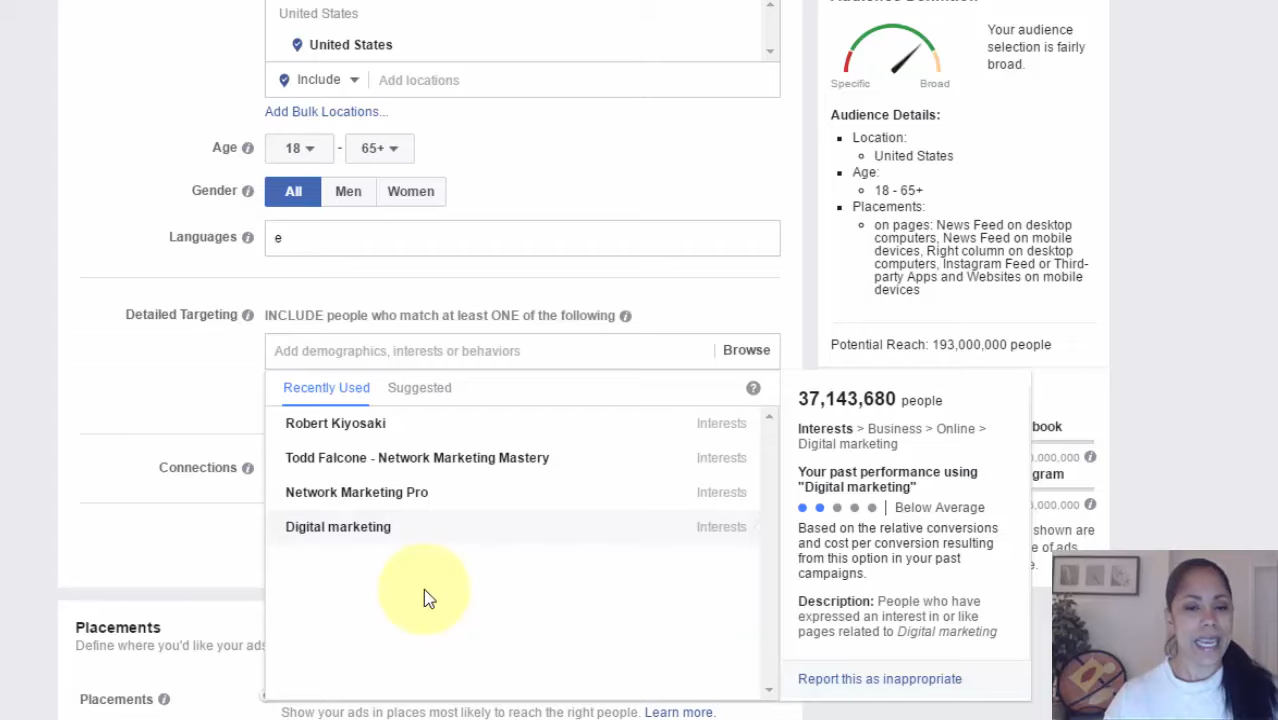 United States
United States
Include
Add locations
Add Bulk Locations...
Age
18
-
65+
Gender
All
Men
Women
Languages
e
Detailed Targeting
INCLUDE people who match at least ONE of the following
Add demographics, interests or behaviors
Browse
Recently Used
Suggested
?
Robert Kiyosaki
Interests
Todd Falcone - Network Marketing Mastery
Interests
Network Marketing Pro
Interests
Digital marketing
Interests
Connections
Placements
Define where you'd like your ads
Placements
Show your ads in places most likely to reach the right people. Learn more.
37,143,680 people
Interests > Business > Online >
Digital marketing
Your past performance using
"Digital marketing"
| Below Average
Based on the relative conversions
and cost per conversion resulting
from this option in your past
campaigns.
Description: People who have
expressed an interest in or like
pages related to Digital marketing
Report this as inappropriate
Audience Definition
Your audience
selection is fairly
broad.
Specific
Broad
Audience Details:
Location:
United States
Age:
18 - 65+
Placements:
on pages: News Feed on desktop
computers, News Feed on mobile
devices, Right column on desktop
computers, Instagram Feed or Third-
party Apps and Websites on mobile
devices
Potential Reach: 193,000,000 people
book
0,000,000
gram
0,000,000
shown are
e of ads